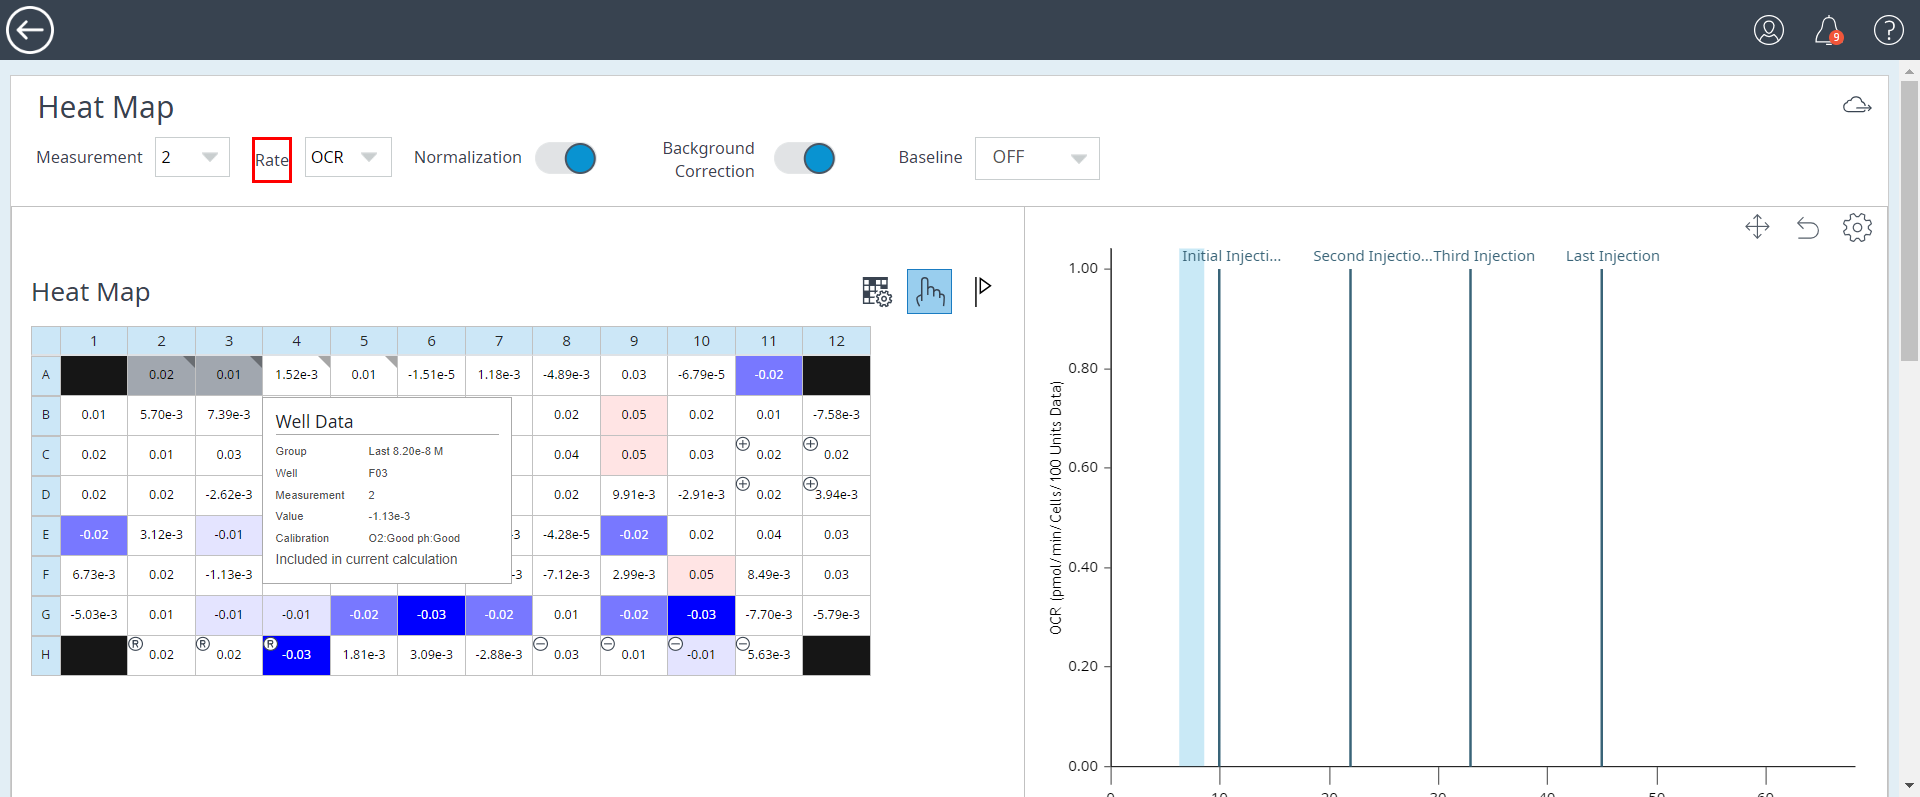 9
Heat Map
Measurement 2 Rate OCR Normalization Background Correction Baseline OFF
Heat Map
1 2 3 4 5 6 7 8 9 10 11 12
A 0.02 0.01 1.52e-3 0.01 -1.51e-5 1.18e-3 -4.89e-3 0.03 -6.79e-5 -0.02
B 0.01 5.70e-3 7.39e-3 0.02 0.05 0.02 0.01 -7.58e-3
C 0.02 0.01 0.03 0.04 0.05 0.03 0.02 0.02
D 0.02 0.02 -2.62e-3 0.02 9.91e-3 -2.91e-3 0.02 3.94e-3
E -0.02 3.12e-3 -0.01 -3 -4.28e-5 -0.02 0.02 0.04 0.03
F 6.73e-3 0.02 -1.13e-3 -3 -7.12e-3 2.99e-3 0.05 8.49e-3 0.03
G -5.03e-3 0.01 -0.01 -0.01 -0.02 -0.03 -0.02 0.01 -0.02 -0.03 -7.70e-3 -5.79e-3
H R 0.02 R 0.02 R -0.03 1.81e-3 3.09e-3 -2.88e-3 0.03 0.01 -0.01 5.63e-3
Well Data
Group Last 8.20e-8 M
Well F03
Measurement 2
Value -1.13e-3
Calibration O2:Good ph:Good
Included in current calculation
Initial Injecti... Second Injectio... Third Injection Last Injection
OCR (pmol/min/Cells/100 Units Data)
1.00
0.80
0.60
0.40
0.20
0.00
0 10 20 30 40 50 60